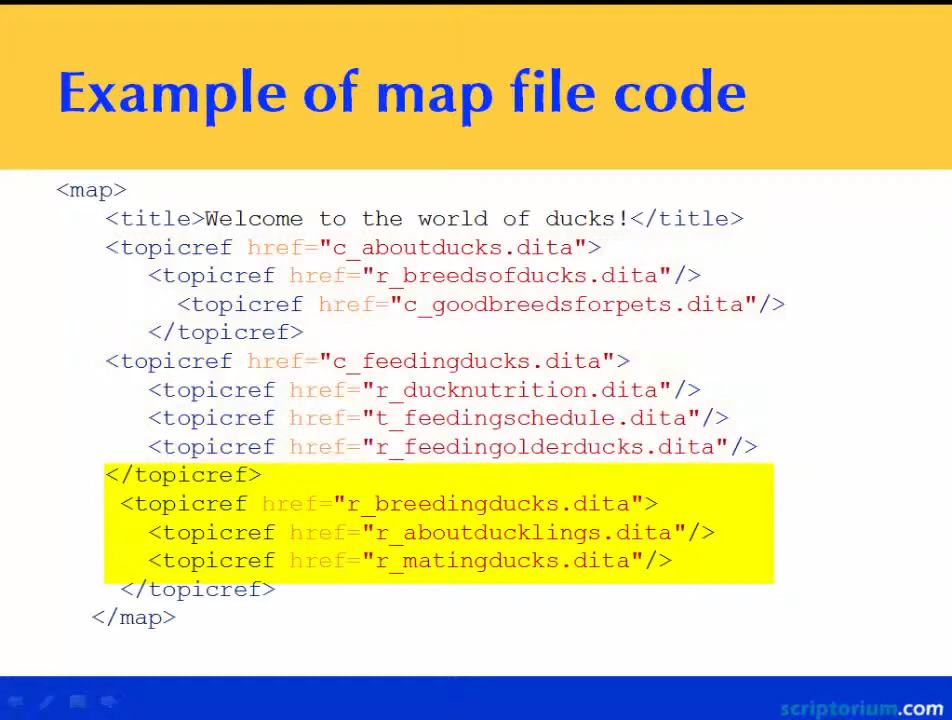 Example of map file code
<map>
<title>Welcome to the world of ducks!</title>
<topicref href="c_aboutducks.dita">
<topicref href="r_breedsofducks.dita"/>
<topicref href="c_goodbreedsforpets.dita"/>
</topicref>
<topicref href="c_feedingducks.dita">
<topicref href="r_ducknutrition.dita"/>
<topicref href="t_feedingschedule.dita"/>
<topicref href="r_feedingolderducks.dita"/>
</topicref>
<topicref href="r_breedingducks.dita">
<topicref href="r_aboutducklings.dita"/>
<topicref href="r_matingducks.dita"/>
</topicref>
</map>
scriptorium.com